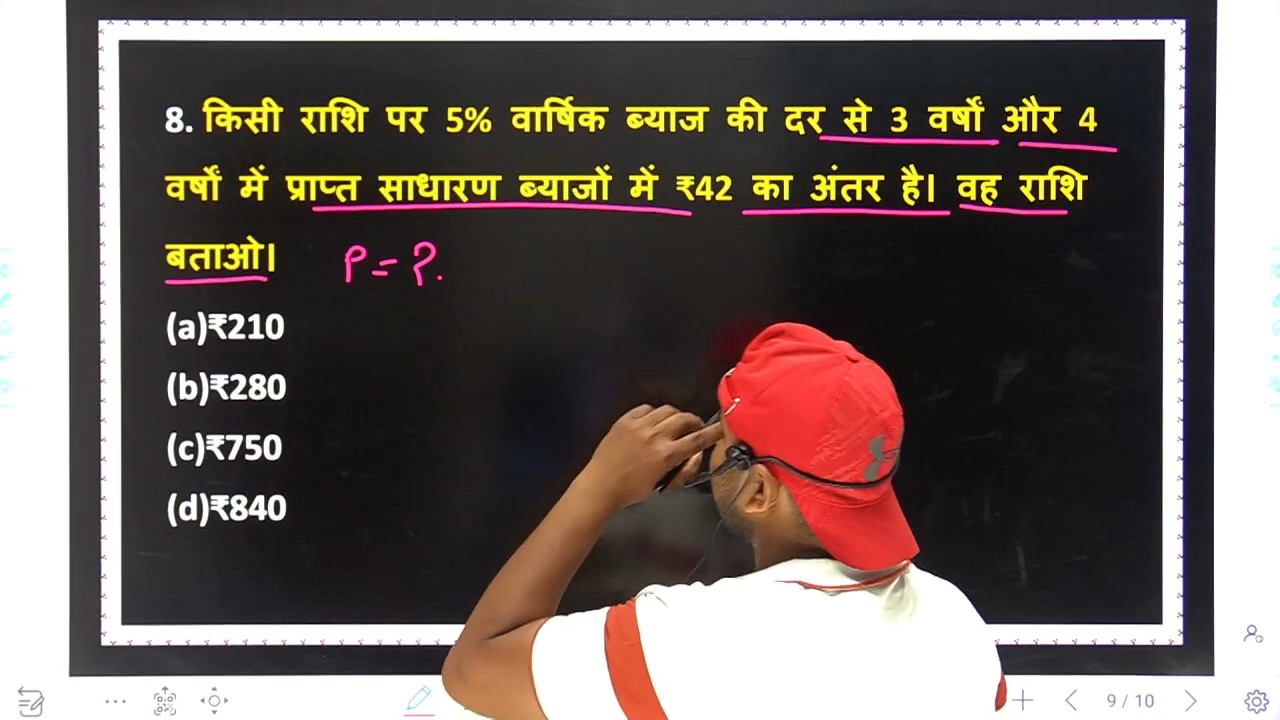 8. किसी राशि पर 5% वार्षिक ब्याज की दर से 3 वर्षों और 4
वर्षों में प्राप्त साधारण ब्याजों में ₹42 का अंतर है। वह राशि
बताओ। P = ?.
(a)₹210
(b)₹280
(c)₹750
(d)₹840
9 / 10